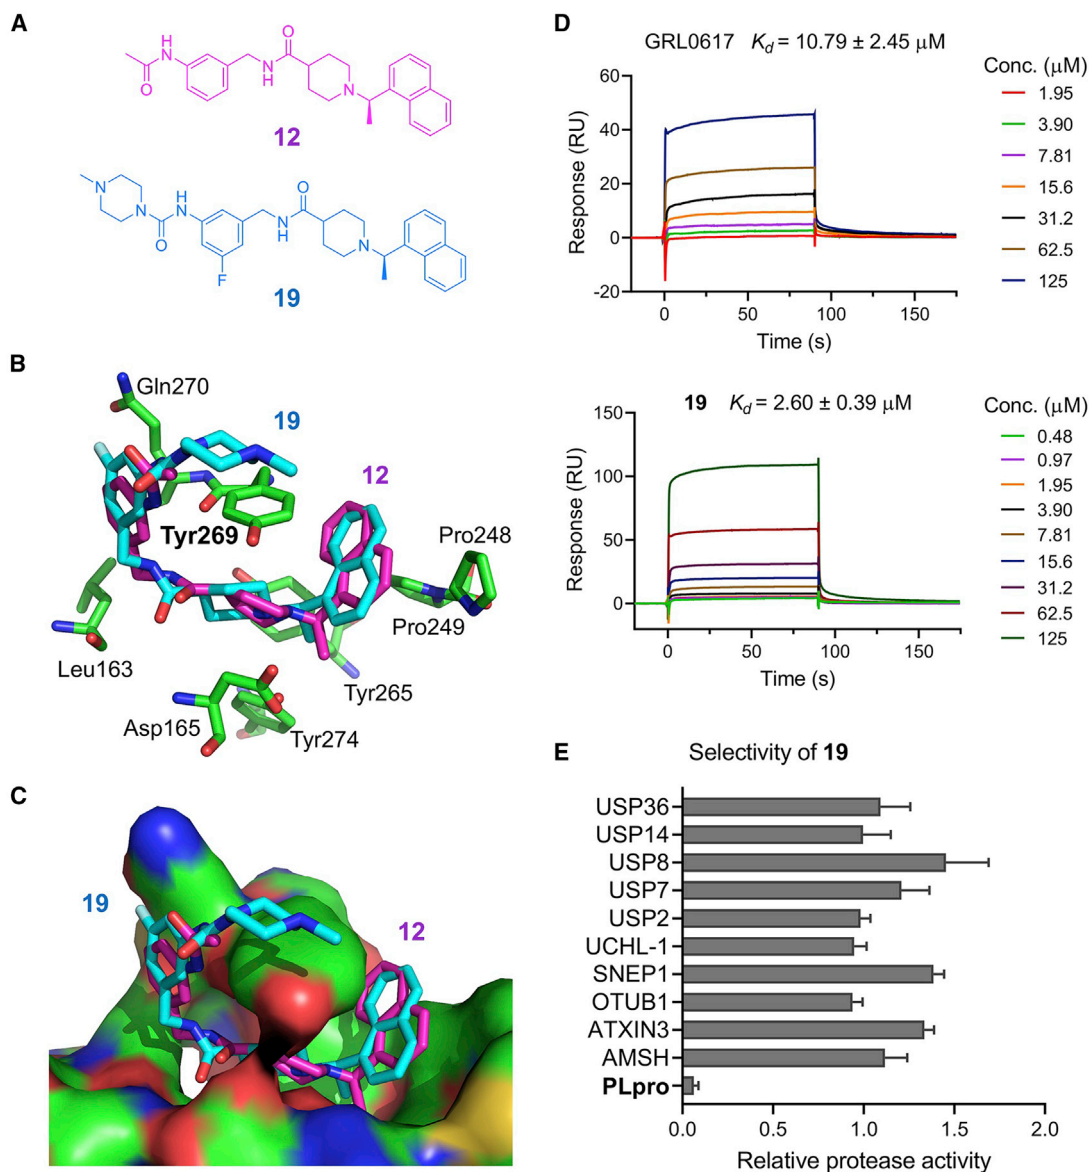 A
H
N
O
O
N
H
N
12
N
N
O
H
N
F
O
N
H
N
19
B
Gln270
19
12
Tyr269
Pro248
Leu163
Pro249
Tyr265
Asp165
Tyr274
C
19
12
D
GRL0617 Kd = 10.79 ± 2.45 μM
Conc. (μM)
1.95
3.90
7.81
15.6
31.2
62.5
125
Response (RU)
60
40
20
0
-20
0 50 100 150
Time (s)
19 Kd = 2.60 ± 0.39 μM
Conc. (μM)
0.48
0.97
1.95
3.90
7.81
15.6
31.2
62.5
125
Response (RU)
150
100
50
0
0 50 100 150
Time (s)
E
Selectivity of 19
USP36
USP14
USP8
USP7
USP2
UCHL-1
SNEP1
OTUB1
ATXIN3
AMSH
PLpro
0.0 0.5 1.0 1.5 2.0
Relative protease activity